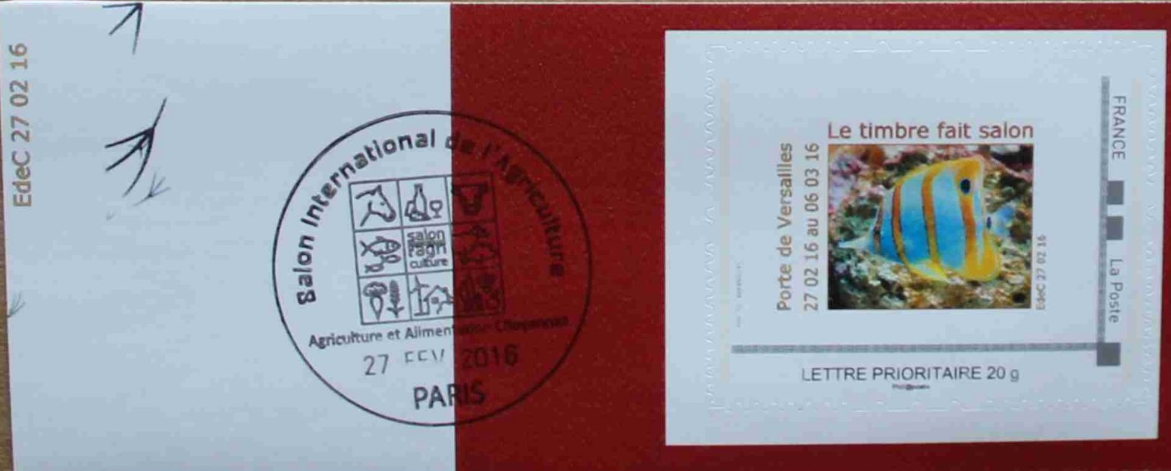 EdeC 27 02 16
Salon International de l'Agriculture
salon
l'agri
culture
Agriculture et Alimentation Citoyennes
27 FEV 2016
PARIS
Le timbre fait salon
Porte de Versailles
27 02 16 au 06 03 16
EdeC 27 02 16
FRANCE
La Poste
LETTRE PRIORITAIRE 20 g